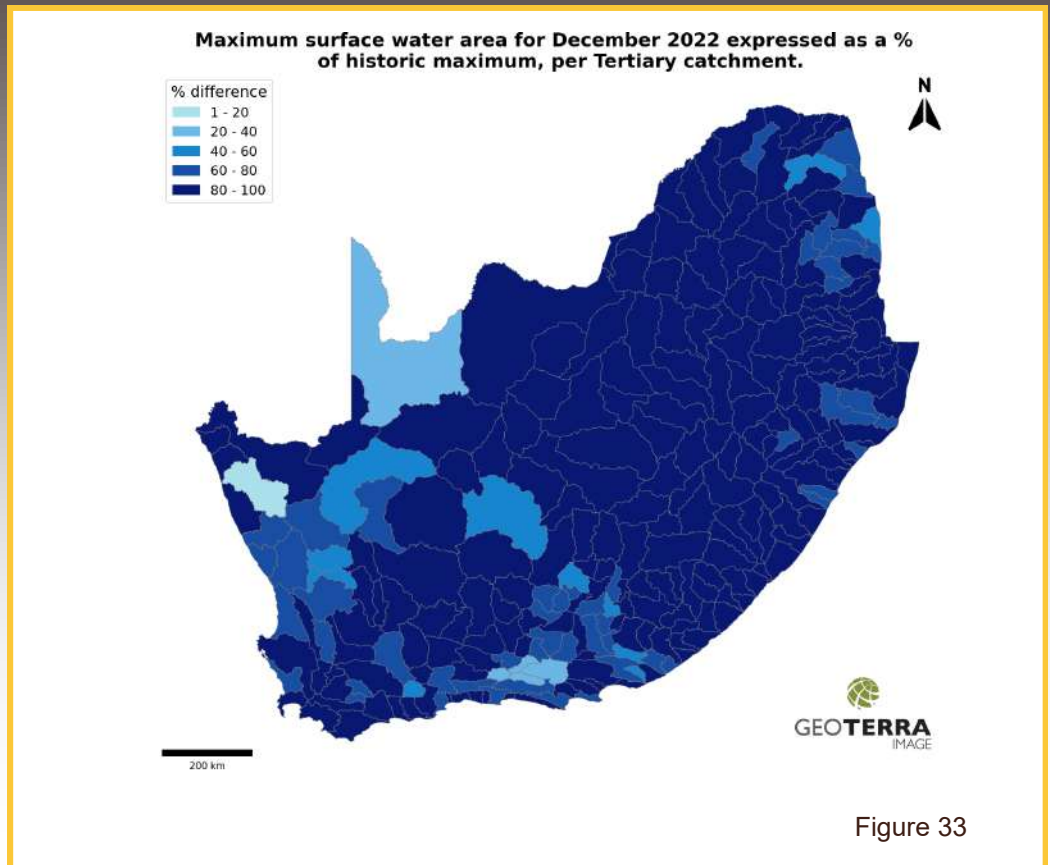 Maximum surface water area for December 2022 expressed as a %
of historic maximum, per Tertiary catchment.
% difference
1 - 20
20 - 40
40 - 60
60 - 80
80 - 100
N
GEOTERRA
IMAGE
200 km
Figure 33